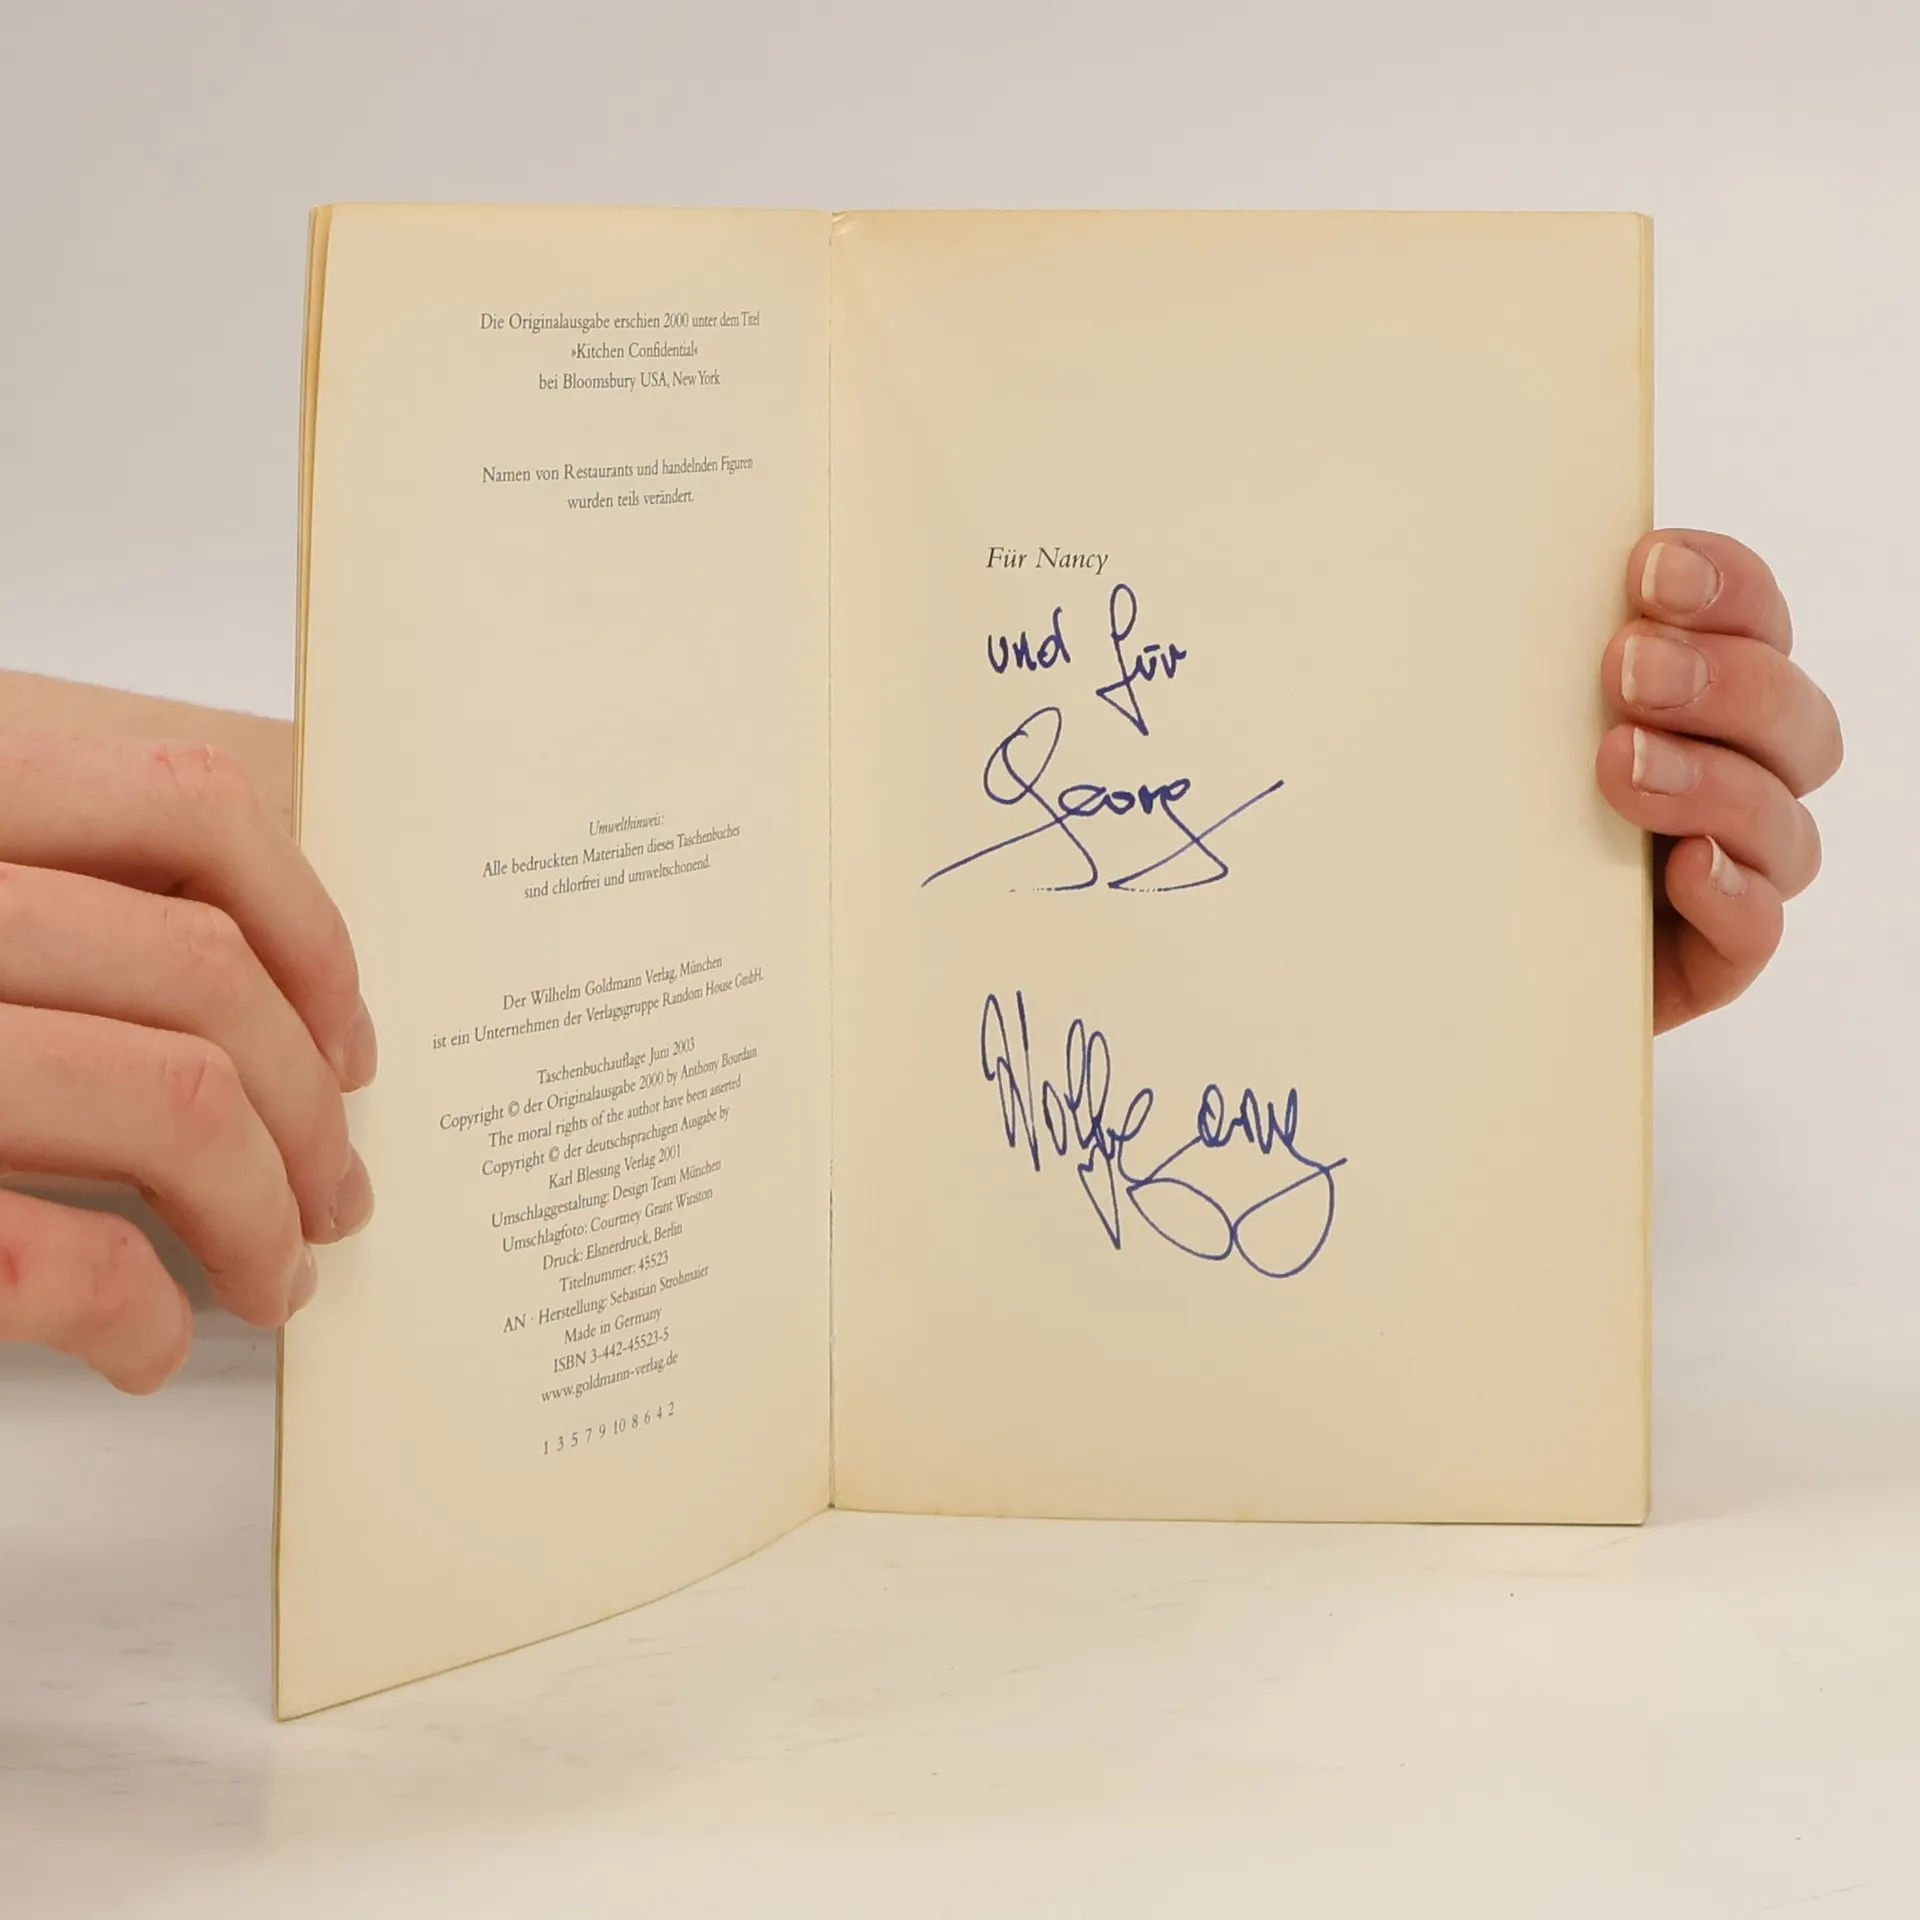 Die Originalausgabe erschien 2000 unter dem Titel
»Kitchen Confidential«
bei Bloomsbury USA, New York
Namen von Restaurants und handelnden Figuren
wurden teils verändert.
Umwelthinweis:
Alle bedruckten Materialien dieses Taschenbuches
sind chlorfrei und umweltschonend.
Der Wilhelm Goldmann Verlag, München
ist ein Unternehmen der Verlagsgruppe Random House GmbH.
Taschenbuchauflage Juni 2003
Copyright © der Originalausgabe 2000 by Anthony Bourdain
The moral rights of the author have been asserted
Copyright © der deutschsprachigen Ausgabe by
Karl Blessing Verlag 2001
Umschlaggestaltung: Design Team München
Umschlagfoto: Courtney Grant Winston
Druck: Elsnerdruck, Berlin
Titelnummer: 45523
AN · Herstellung: Sebastian Strohmaier
Made in Germany
ISBN 3-442-45523-5
www.goldmann-verlag.de
1 3 5 7 9 10 8 6 4 2
Für Nancy
und für
Georg
Wolfgang